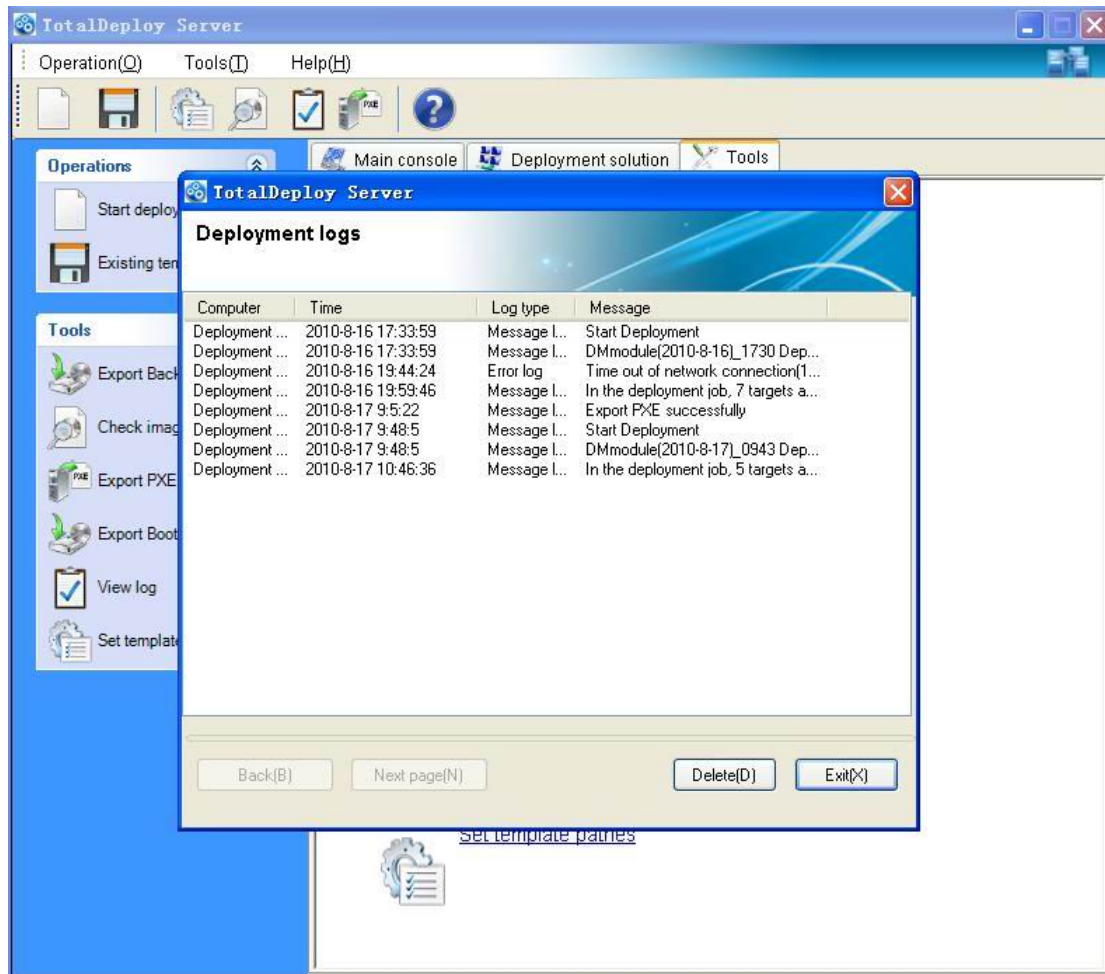 TotalDeploy Server
Operation(O) Tools(T) Help(H)
PXE
Main console Deployment solution Tools
Operations
Start deploy
Existing ten
Tools
Export Back
Check imag
PXE Export PXE
Export Boot
View log
Set template
TotalDeploy Server
Deployment logs
Computer Time Log type Message
Deployment ... 2010-8-16 17:33:59 Message l... Start Deployment
Deployment ... 2010-8-16 17:33:59 Message l... DMmodule(2010-8-16)_1730 Dep...
Deployment ... 2010-8-16 19:44:24 Error log Time out of network connection(1...
Deployment ... 2010-8-16 19:59:46 Message l... In the deployment job, 7 targets a...
Deployment ... 2010-8-17 9:5:22 Message l... Export PXE successfully
Deployment ... 2010-8-17 9:48:5 Message l... Start Deployment
Deployment ... 2010-8-17 9:48:5 Message l... DMmodule(2010-8-17)_0943 Dep...
Deployment ... 2010-8-17 10:46:36 Message l... In the deployment job, 5 targets a...
Back(B) Next page(N) Delete(D) Exit(X)
Set template pathes